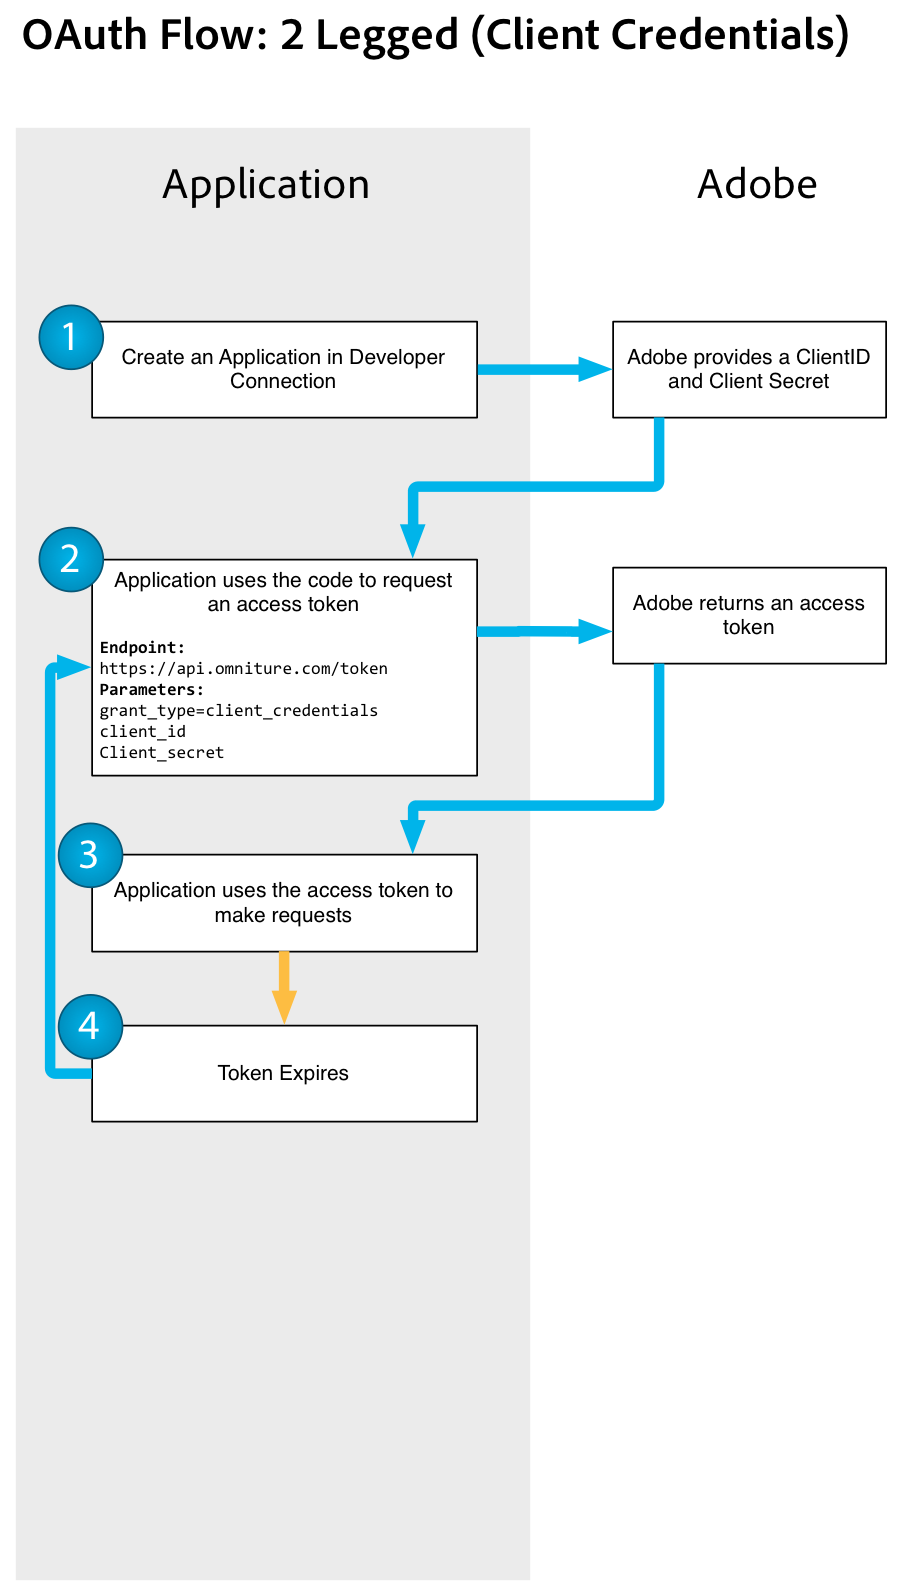 OAuth Flow: 2 Legged (Client Credentials)
Application
Adobe
1
Create an Application in Developer
Connection
Adobe provides a ClientID
and Client Secret
2
Application uses the code to request
an access token
Endpoint:
https://api.omniture.com/token
Parameters:
grant_type=client_credentials
client_id
Client_secret
Adobe returns an access
token
3
Application uses the access token to
make requests
4
Token Expires